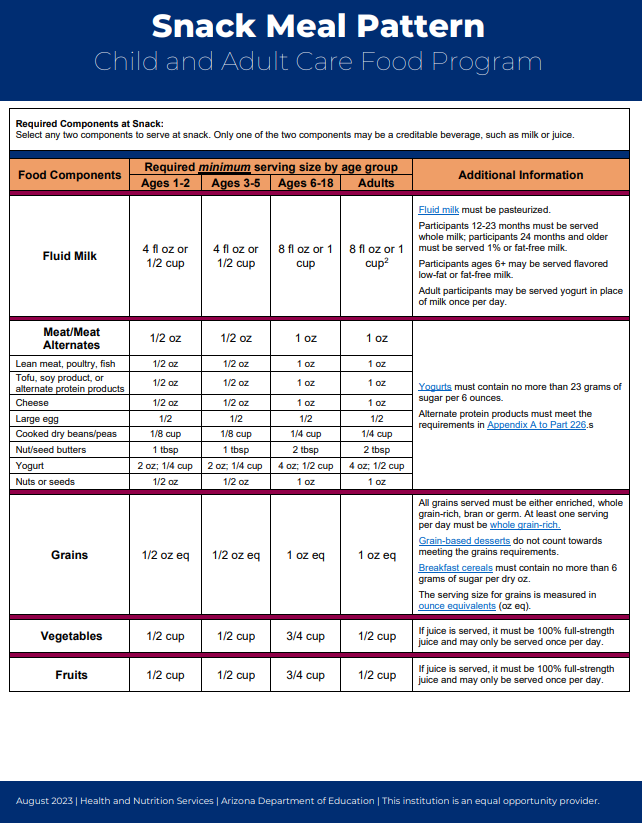 Snack Meal Pattern
Child and Adult Care Food Program
Required Components at Snack:
Select any two components to serve at snack. Only one of the two components may be a creditable beverage, such as milk or juice.
Food Components
Required minimum serving size by age group
Additional Information
Ages 1-2
Ages 3-5
Ages 6-18
Adults
Fluid Milk
4 fl oz or
1/2 cup
4 fl oz or
1/2 cup
8 fl oz or 1
cup
8 fl oz or 1
cup2
Fluid milk must be pasteurized.
Participants 12-23 months must be served
whole milk; participants 24 months and older
must be served 1% or fat-free milk.
Participants ages 6+ may be served flavored
low-fat or fat-free milk.
Adult participants may be served yogurt in place
of milk once per day.
Meat/Meat
Alternates
1/2 oz
1/2 oz
1 oz
1 oz
Lean meat, poultry, fish
1/2 oz
1/2 oz
1 oz
1 oz
Tofu, soy product, or
alternate protein products
1/2 oz
1/2 oz
1 oz
1 oz
Cheese
1/2 oz
1/2 oz
1 oz
1 oz
Large egg
1/2
1/2
1/2
1/2
Cooked dry beans/peas
1/8 cup
1/8 cup
1/4 cup
1/4 cup
Nut/seed butters
1 tbsp
1 tbsp
2 tbsp
2 tbsp
Yogurt
2 oz; 1/4 cup
2 oz; 1/4 cup
4 oz; 1/2 cup
4 oz; 1/2 cup
Nuts or seeds
1/2 oz
1/2 oz
1 oz
1 oz
Yogurts must contain no more than 23 grams of
sugar per 6 ounces.
Alternate protein products must meet the
requirements in Appendix A to Part 226.s
Grains
1/2 oz eq
1/2 oz eq
1 oz eq
1 oz eq
All grains served must be either enriched, whole
grain-rich, bran or germ. At least one serving
per day must be whole grain-rich.
Grain-based desserts do not count towards
meeting the grains requirements.
Breakfast cereals must contain no more than 6
grams of sugar per dry oz.
The serving size for grains is measured in
ounce equivalents (oz eq).
Vegetables
1/2 cup
1/2 cup
3/4 cup
1/2 cup
If juice is served, it must be 100% full-strength
juice and may only be served once per day.
Fruits
1/2 cup
1/2 cup
3/4 cup
1/2 cup
If juice is served, it must be 100% full-strength
juice and may only be served once per day.
August 2023 | Health and Nutrition Services | Arizona Department of Education | This institution is an equal opportunity provider.